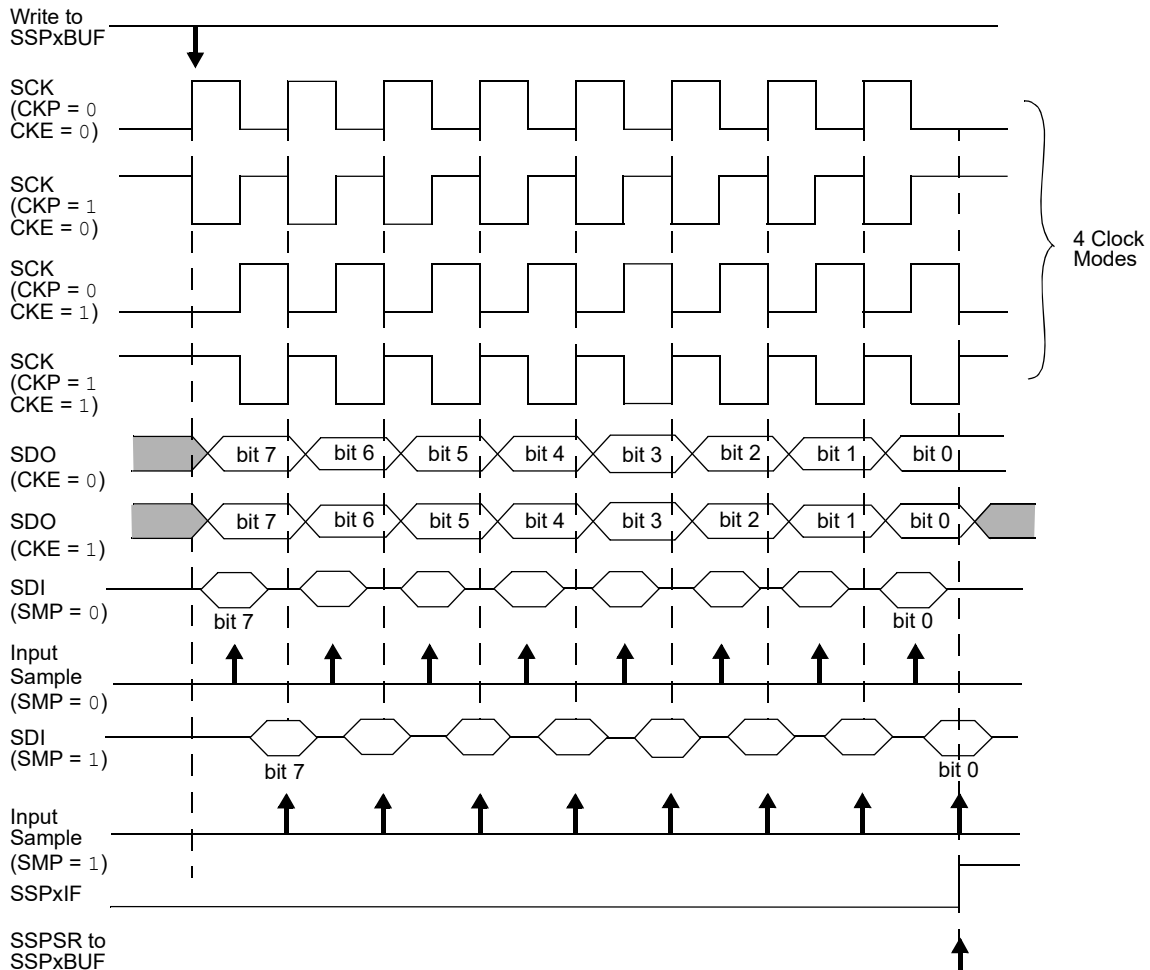 Write to
SSPxBUF
SCK
(CKP = 0
CKE = 0)
SCK
(CKP = 1
CKE = 0)
SCK
(CKP = 0
CKE = 1)
SCK
(CKP = 1
CKE = 1)
4 Clock
Modes
SDO
(CKE = 0)
bit 7 bit 6 bit 5 bit 4 bit 3 bit 2 bit 1 bit 0
SDO
(CKE = 1)
bit 7 bit 6 bit 5 bit 4 bit 3 bit 2 bit 1 bit 0
SDI
(SMP = 0)
bit 7 bit 0
Input
Sample
(SMP = 0)
SDI
(SMP = 1)
bit 7 bit 0
Input
Sample
(SMP = 1)
SSPxIF
SSPSR to
SSPxBUF